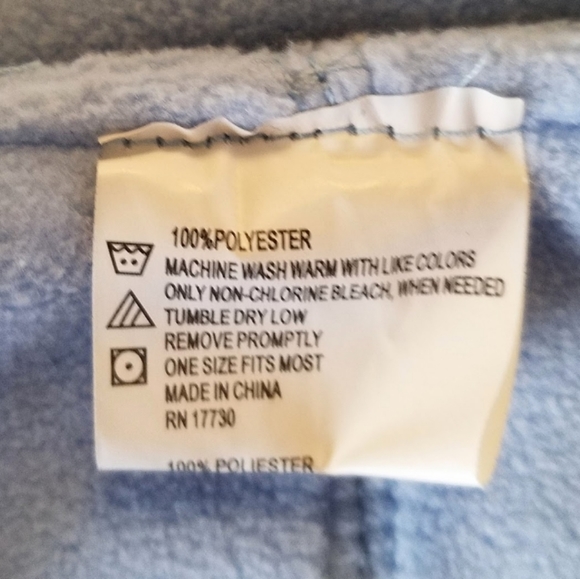 100%POLYESTER
MACHINE WASH WARM WITH LIKE COLORS
ONLY NON-CHLORINE BLEACH, WHEN NEEDED
TUMBLE DRY LOW
REMOVE PROMPTLY
ONE SIZE FITS MOST
MADE IN CHINA
RN 17730
100% POLIESTER